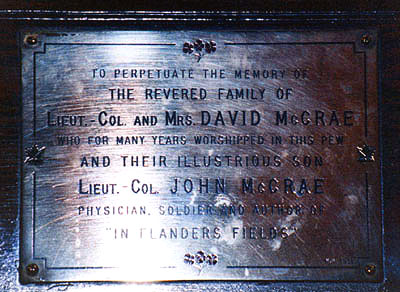 TO PERPETUATE THE MEMORY OF
THE REVERED FAMILY OF
LIEUT.-COL. AND MRS. DAVID McCRAE
WHO FOR MANY YEARS WORSHIPPED IN THIS PEW
AND THEIR ILLUSTRIOUS SON
LIEUT.-COL. JOHN McCRAE
PHYSICIAN, SOLDIER AND AUTHOR OF
"IN FLANDERS FIELDS"